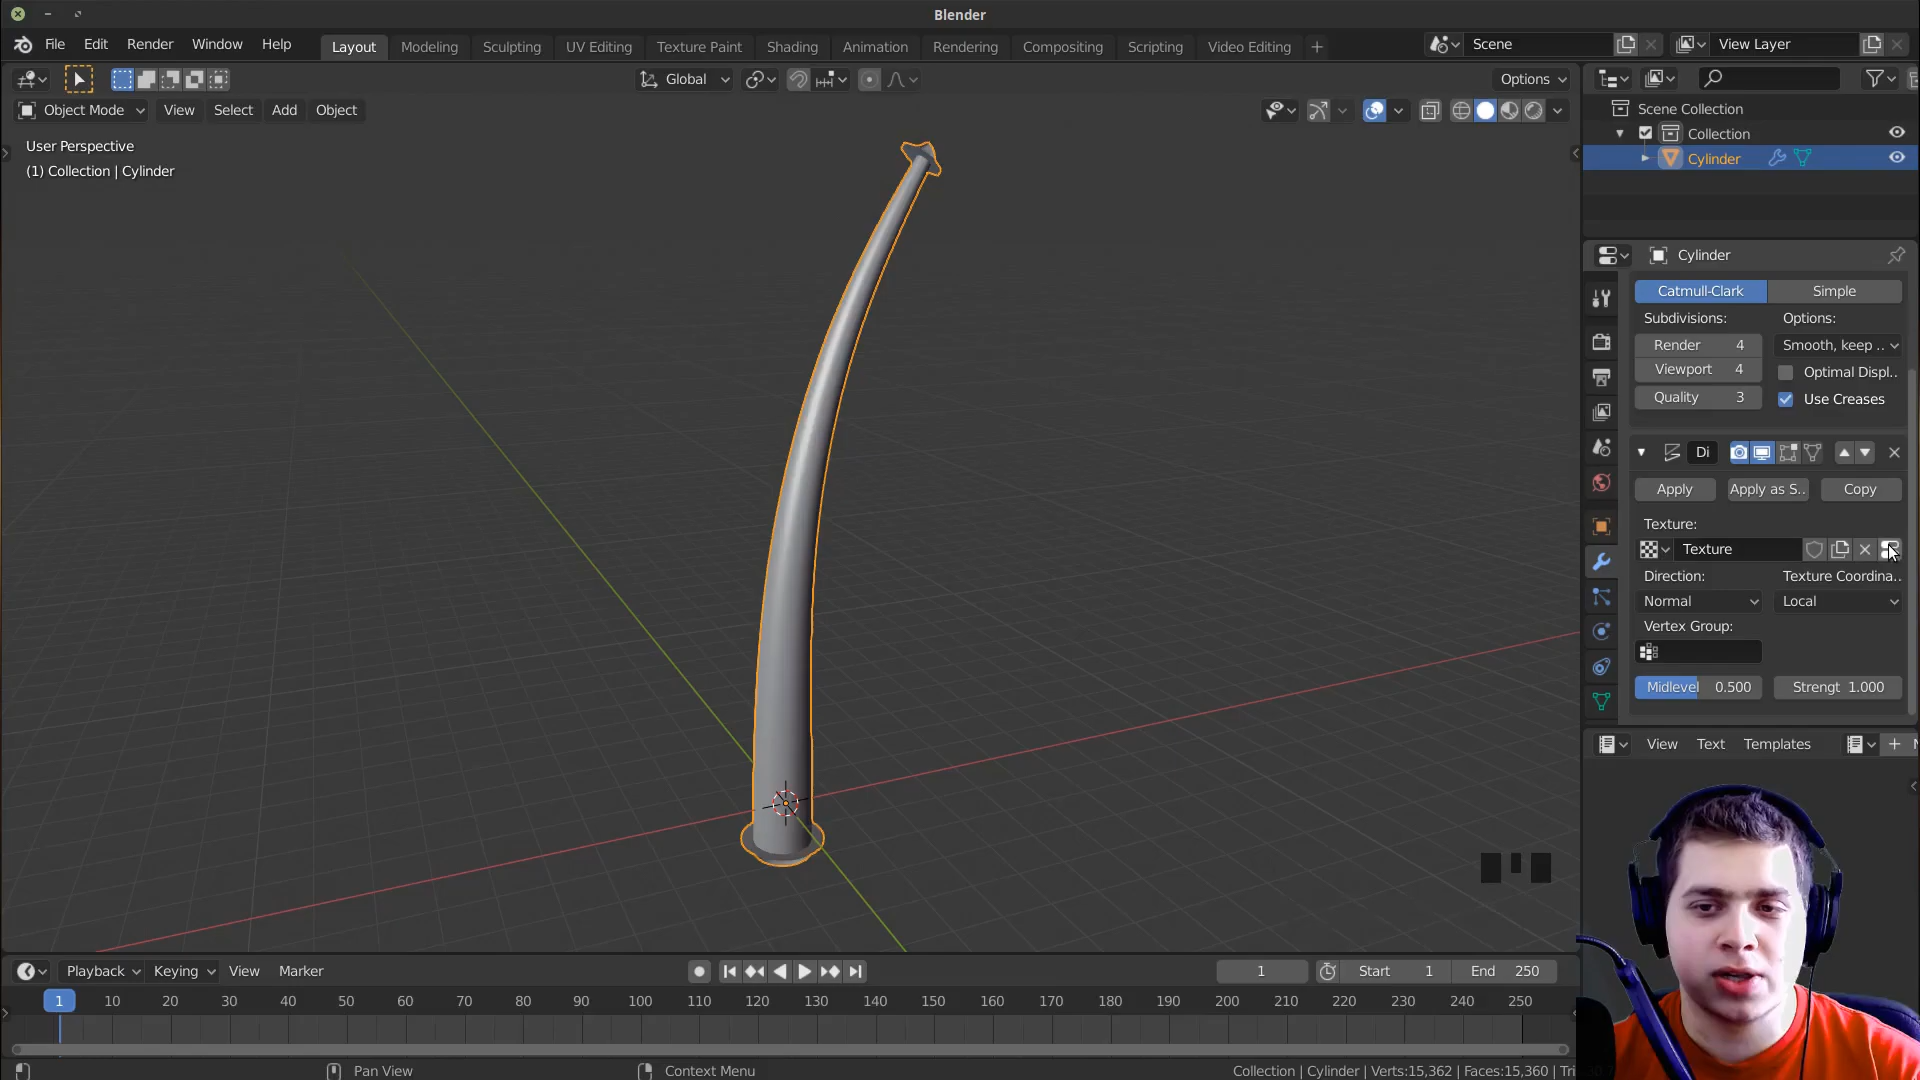 Blender
File Edit Render Window Help Layout Modeling Sculpting UV Editing Texture Paint Shading Animation Rendering Compositing Scripting Video Editing + Scene View Layer
Global Options
Object Mode View Select Add Object
User Perspective
(1) Collection | Cylinder
Scene Collection
Collection
Cylinder
Cylinder
Catmull-Clark Simple
Subdivisions: Options:
Render 4 Smooth, keep ..
Viewport 4 Optimal Displ..
Quality 3 Use Creases
Di
Apply Apply as S.. Copy
Texture:
Texture
Direction: Texture Coordina..
Normal Local
Vertex Group:
Midlevel 0.500 Strengt 1.000
View Text Templates
Playback Keying View Marker 1 Start 1 End 250
1 10 20 30 40 50 60 70 80 90 100 110 120 130 140 150 160 170 180 190 200 210 220 230 240 250
Pan View Context Menu Collection | Cylinder | Verts:15,362 | Faces:15,360 |